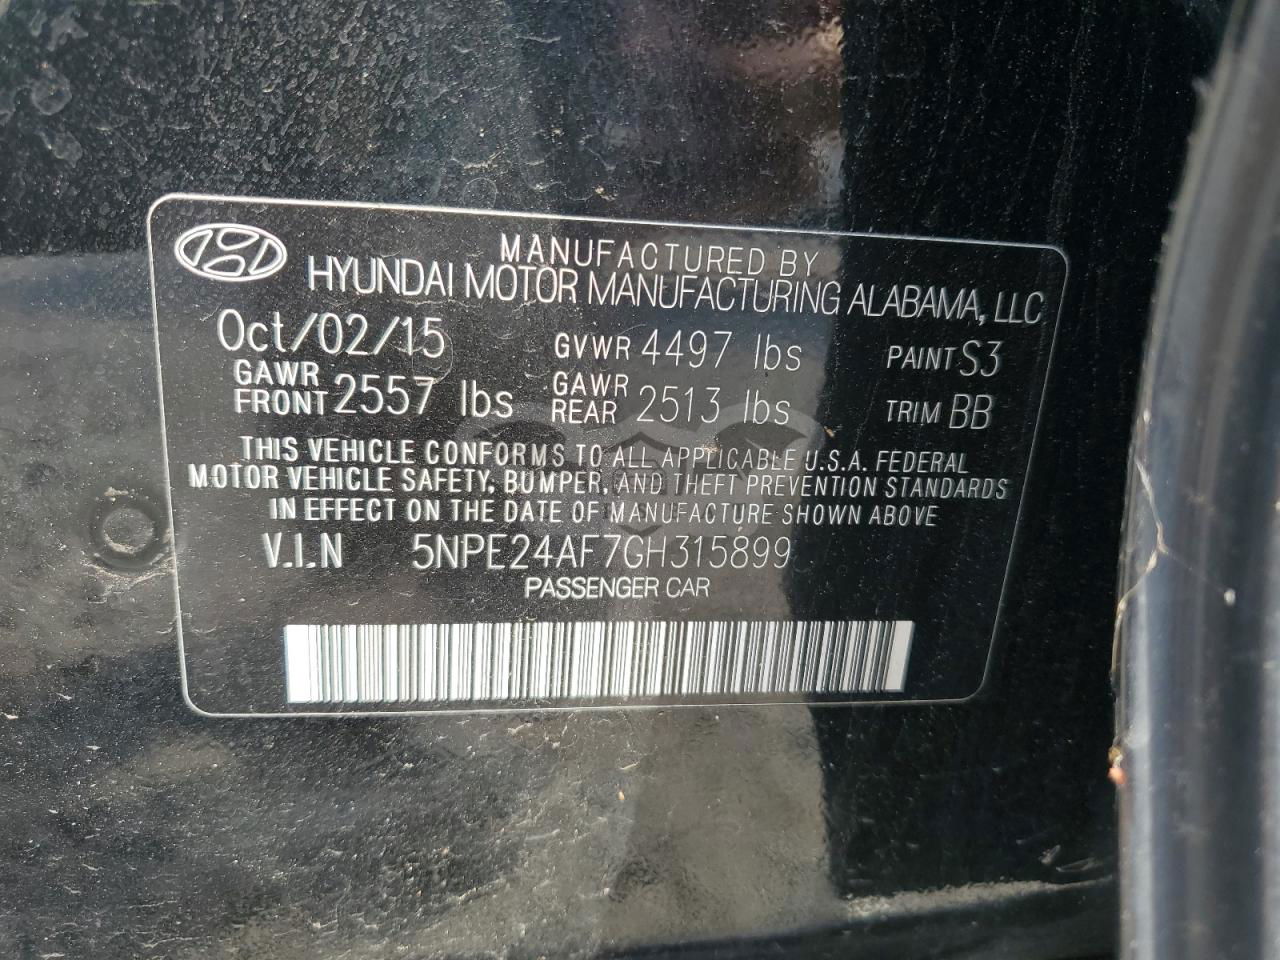 MANUFACTURED BY
HYUNDAI MOTOR MANUFACTURING ALABAMA, LLC
Oct/02/15 GVWR 4497 lbs PAINT S3
GAWR FRONT 2557 lbs GAWR REAR 2513 lbs TRIM BB
THIS VEHICLE CONFORMS TO ALL APPLICABLE U.S.A. FEDERAL
MOTOR VEHICLE SAFETY, BUMPER, AND THEFT PREVENTION STANDARDS
IN EFFECT ON THE DATE OF MANUFACTURE SHOWN ABOVE
V.I.N 5NPE24AF7GH315899
PASSENGER CAR